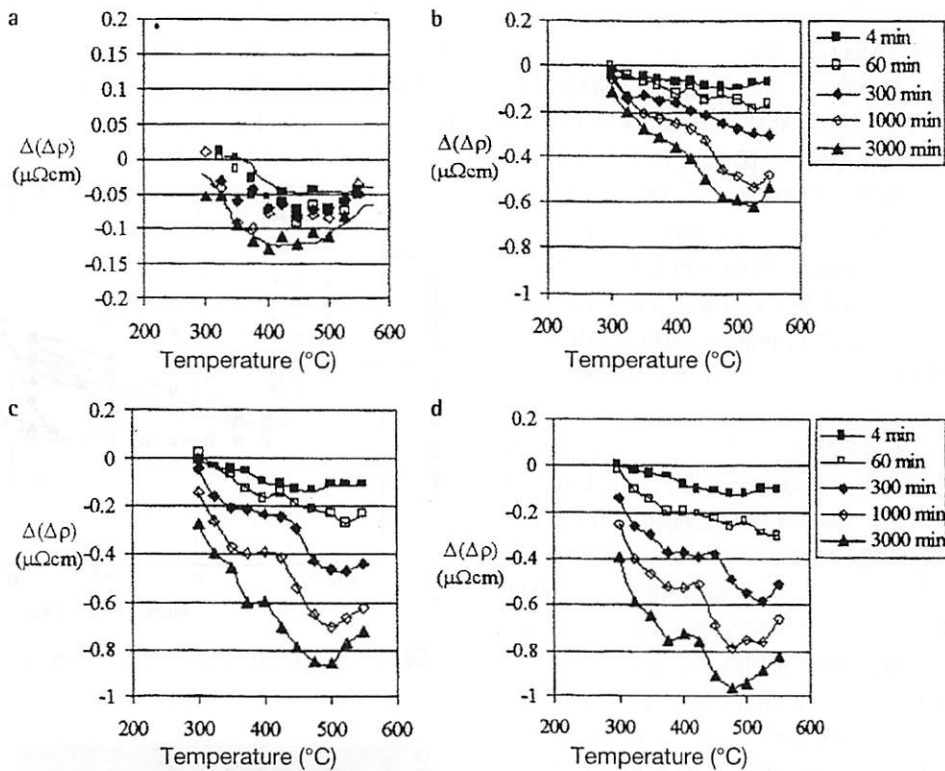 a
0.2
0.15
0.1
0.05
0
-0.05
-0.1
-0.15
-0.2
Δ(Δρ)
(μΩcm)
200 300 400 500 600
Temperature (°C)
b
0.2
0
-0.2
-0.4
-0.6
-0.8
-1
Δ(Δρ)
(μΩcm)
200 300 400 500 600
Temperature (°C)
4 min
60 min
300 min
1000 min
3000 min
c
0.2
0
-0.2
-0.4
-0.6
-0.8
-1
Δ(Δρ)
(μΩcm)
200 300 400 500 600
Temperature (°C)
d
0.2
0
-0.2
-0.4
-0.6
-0.8
-1
Δ(Δρ)
(μΩcm)
200 300 400 500 600
Temperature (°C)
4 min
60 min
300 min
1000 min
3000 min